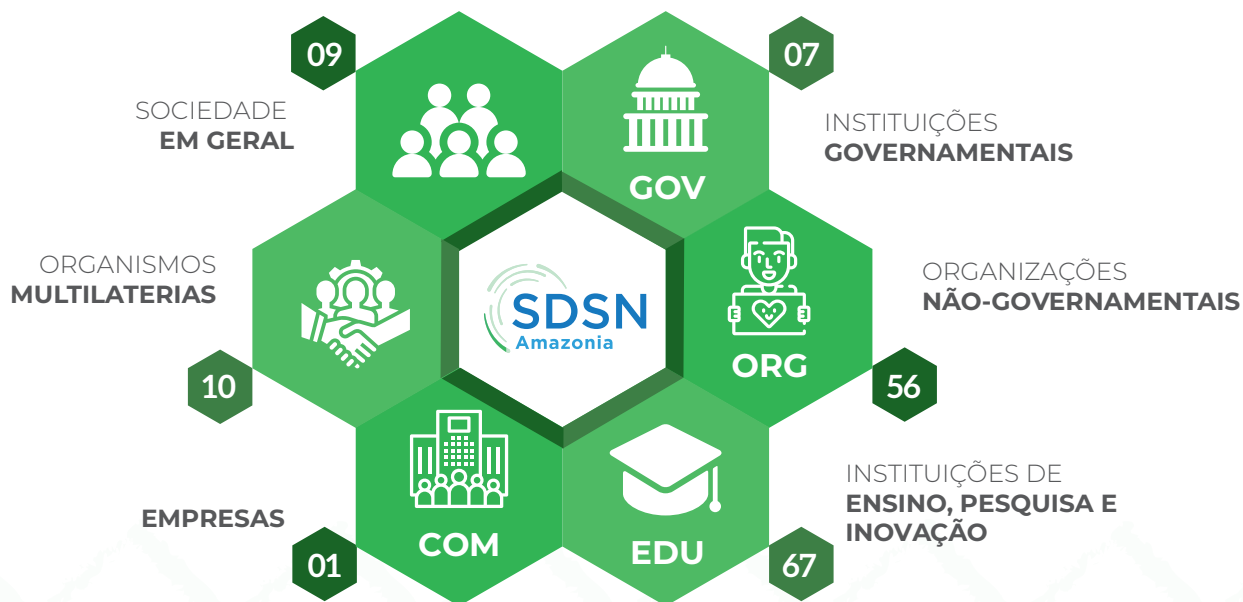 09
SOCIEDADE
EM GERAL
07
INSTITUIÇÕES
GOVERNAMENTAIS
GOV
ORGANISMOS
MULTILATERIAS
10
SDSN
Amazonia
ORGANIZAÇÕES
NÃO-GOVERNAMENTAIS
ORG
56
EMPRESAS
01
COM
EDU
INSTITUIÇÕES DE
ENSINO, PESQUISA E
INOVAÇÃO
67